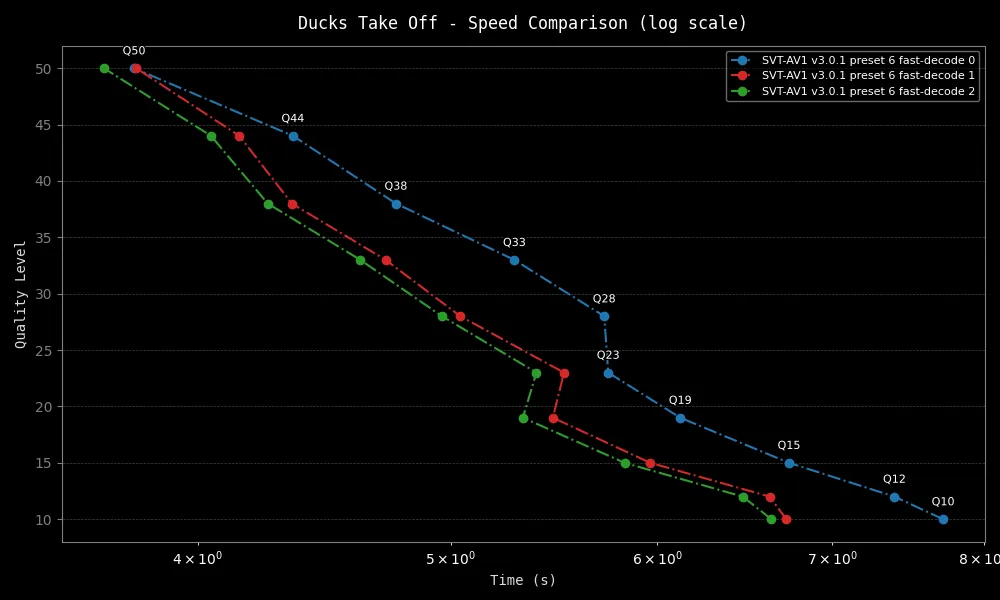 Ducks Take Off - Speed Comparison (log scale)
SVT-AV1 v3.0.1 preset 6 fast-decode 0
SVT-AV1 v3.0.1 preset 6 fast-decode 1
SVT-AV1 v3.0.1 preset 6 fast-decode 2
Q50
Q44
Q38
Q33
Q28
Q23
Q19
Q15
Q12
Q10
Quality Level
50
45
40
35
30
25
20
15
10
4 × 10⁰
5 × 10⁰
6 × 10⁰
7 × 10⁰
8 × 10
Time (s)